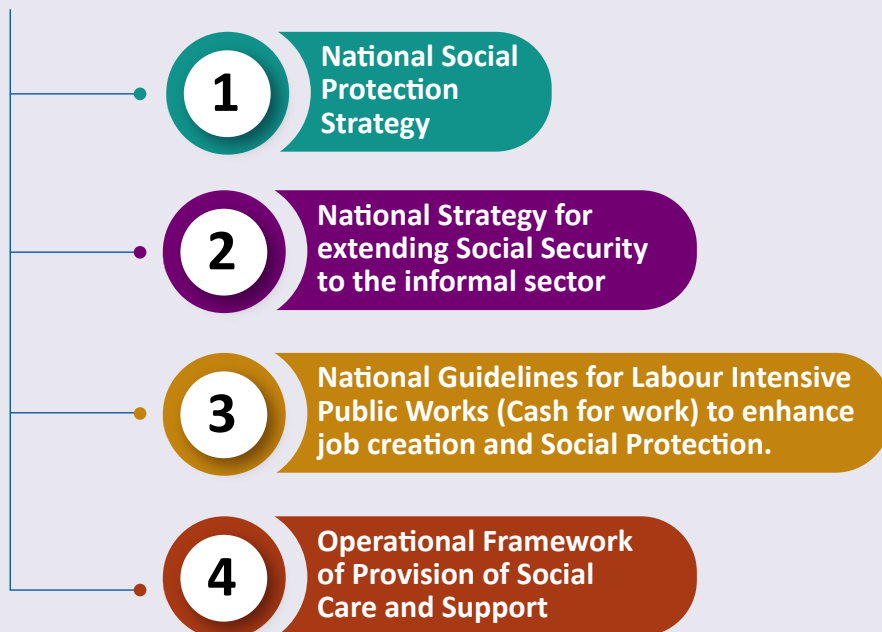 1
National Social
Protection
Strategy
2
National Strategy for
extending Social Security
to the informal sector
3
National Guidelines for Labour Intensive
Public Works (Cash for work) to enhance
job creation and Social Protection.
4
Operational Framework
of Provision of Social
Care and Support